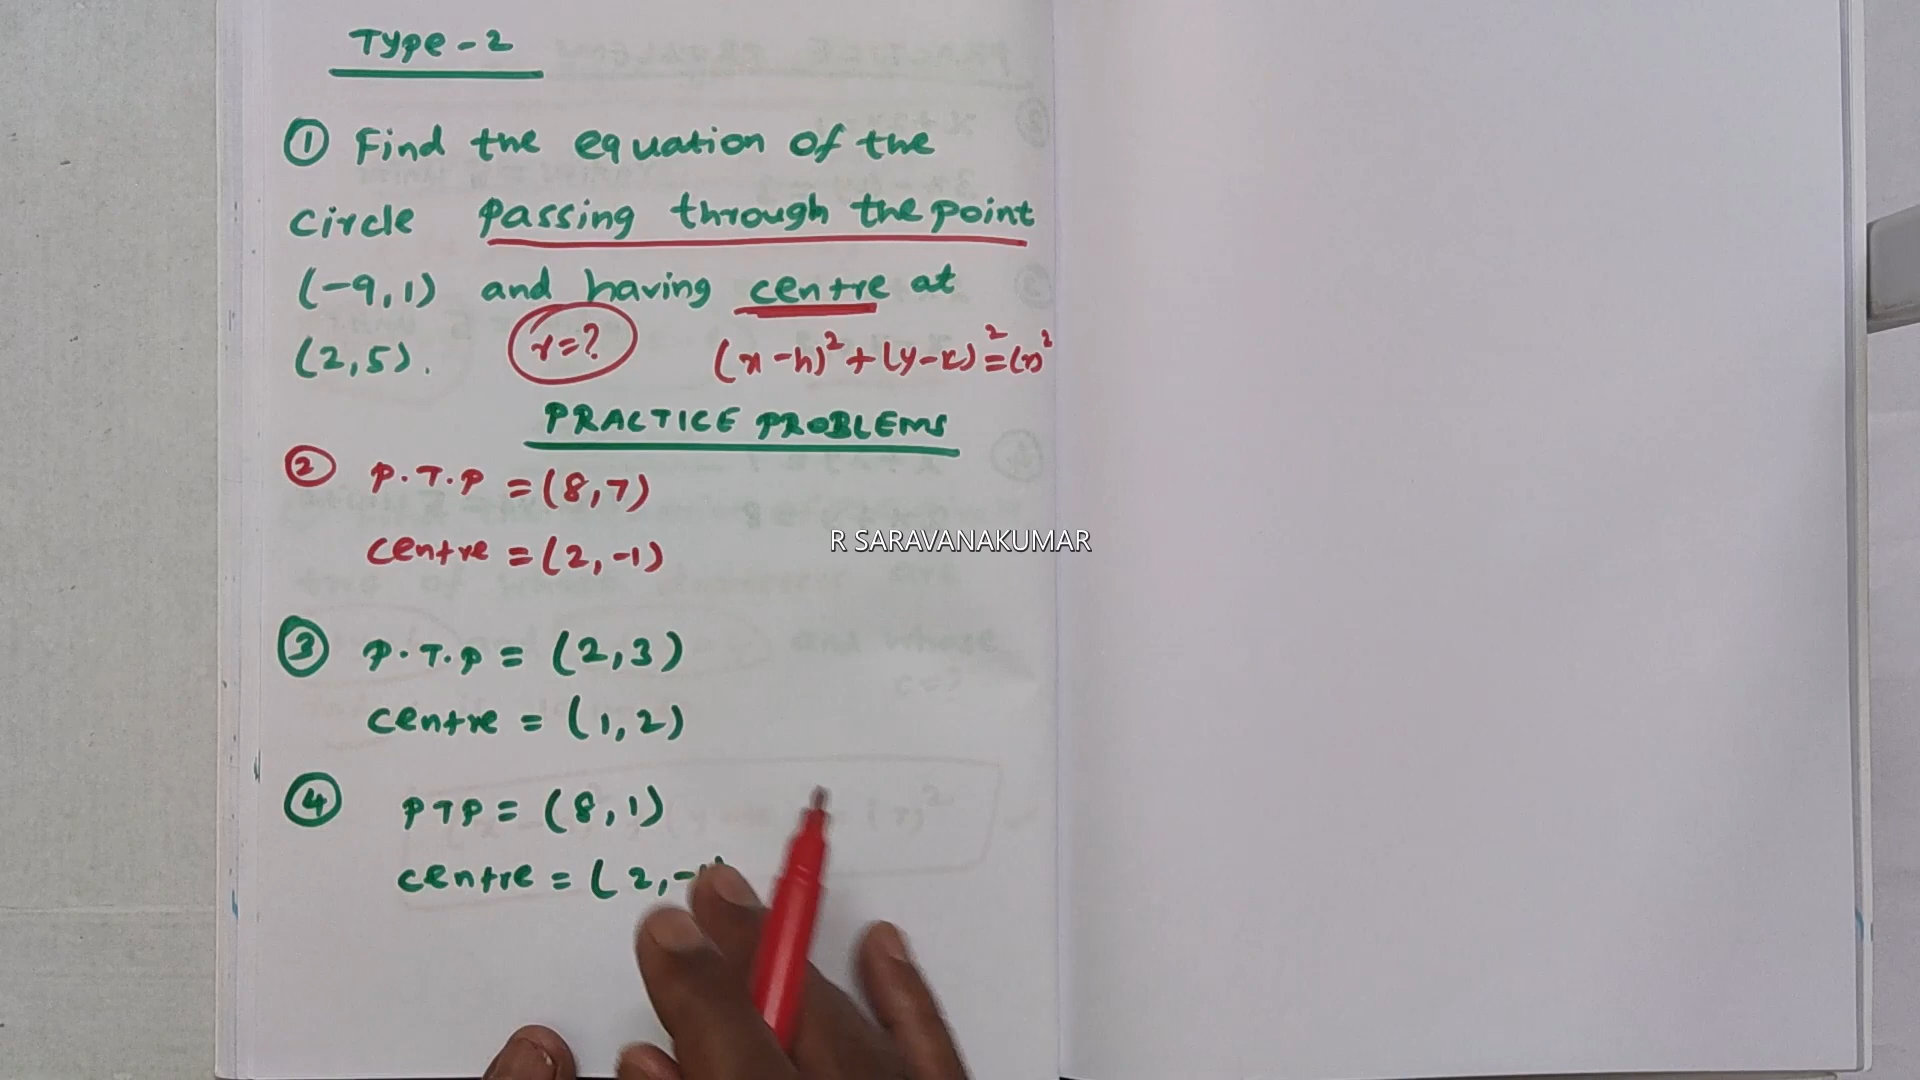 Type-2
① Find the equation of the
circle passing through the point
(-9,1) and having centre at
(2,5). r=? (x-h)²+(y-k)²=(r)²
PRACTICE PROBLEMS
② P.T.P = (8,7)
centre = (2,-1)
R SARAVANAKUMAR
③ P.T.P = (2,3)
centre = (1,2)
④ PTP = (8,1)
centre = (2,-